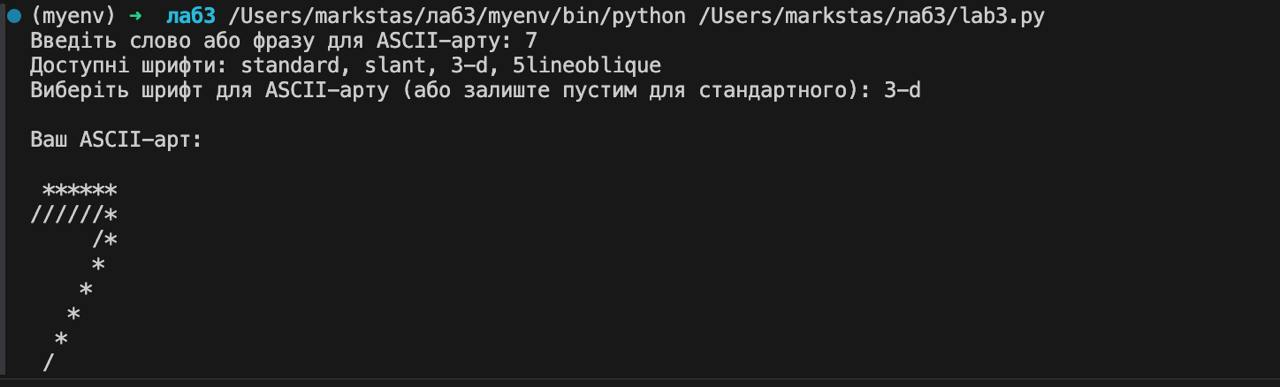 (myenv) ➜  лаб3 /Users/markstas/лаб3/myenv/bin/python /Users/markstas/лаб3/lab3.py
Введіть слово або фразу для ASCII-арту: 7
Доступні шрифти: standard, slant, 3-d, 5lineoblique
Виберіть шрифт для ASCII-арту (або залиште пустим для стандартного): 3-d

Ваш ASCII-арт:

 ******
//////*
     /*
     *
    *
   *
  *
 /